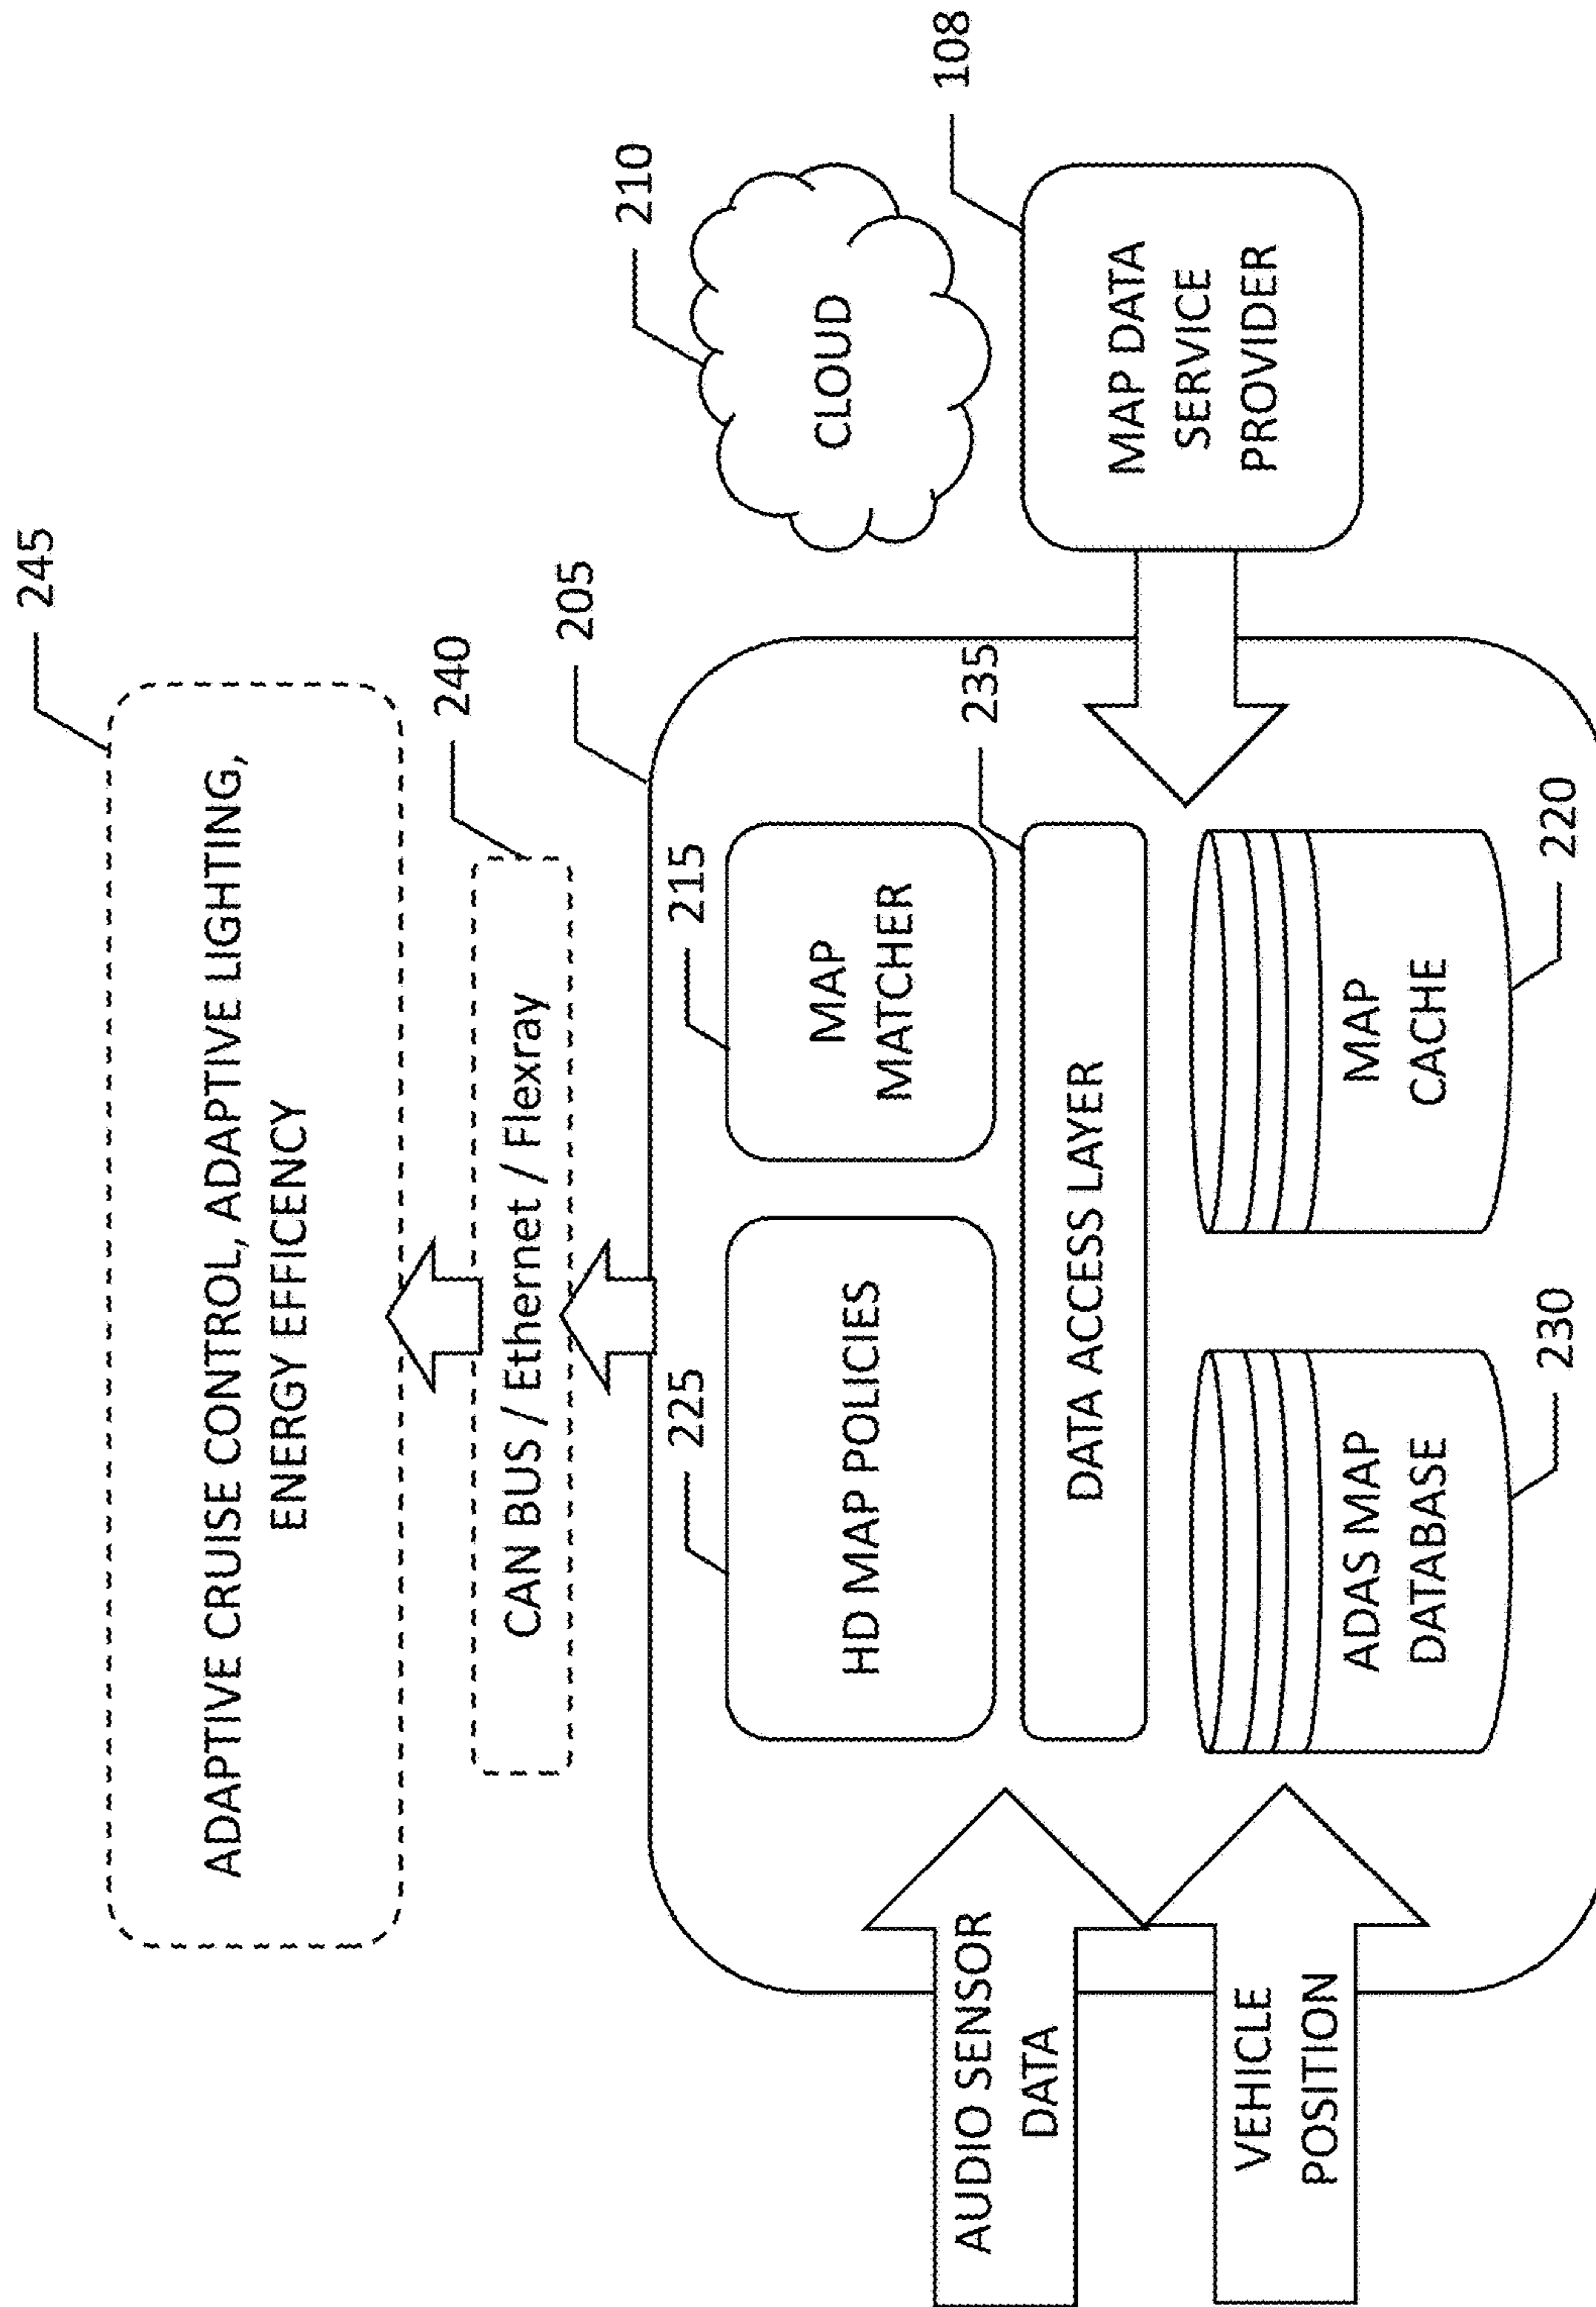 245
ADAPTIVE CRUISE CONTROL, ADAPTIVE LIGHTING,
ENERGY EFFICENCY
240
CAN BUS / Ethernet / Flexray
205
210
CLOUD
225
HD MAP POLICIES
215
MAP
MATCHER
108
MAP DATA
SERVICE
PROVIDER
AUDIO SENSOR
DATA
235
DATA ACCESS LAYER
VEHICLE
POSITION
ADAS MAP
DATABASE
230
MAP
CACHE
220